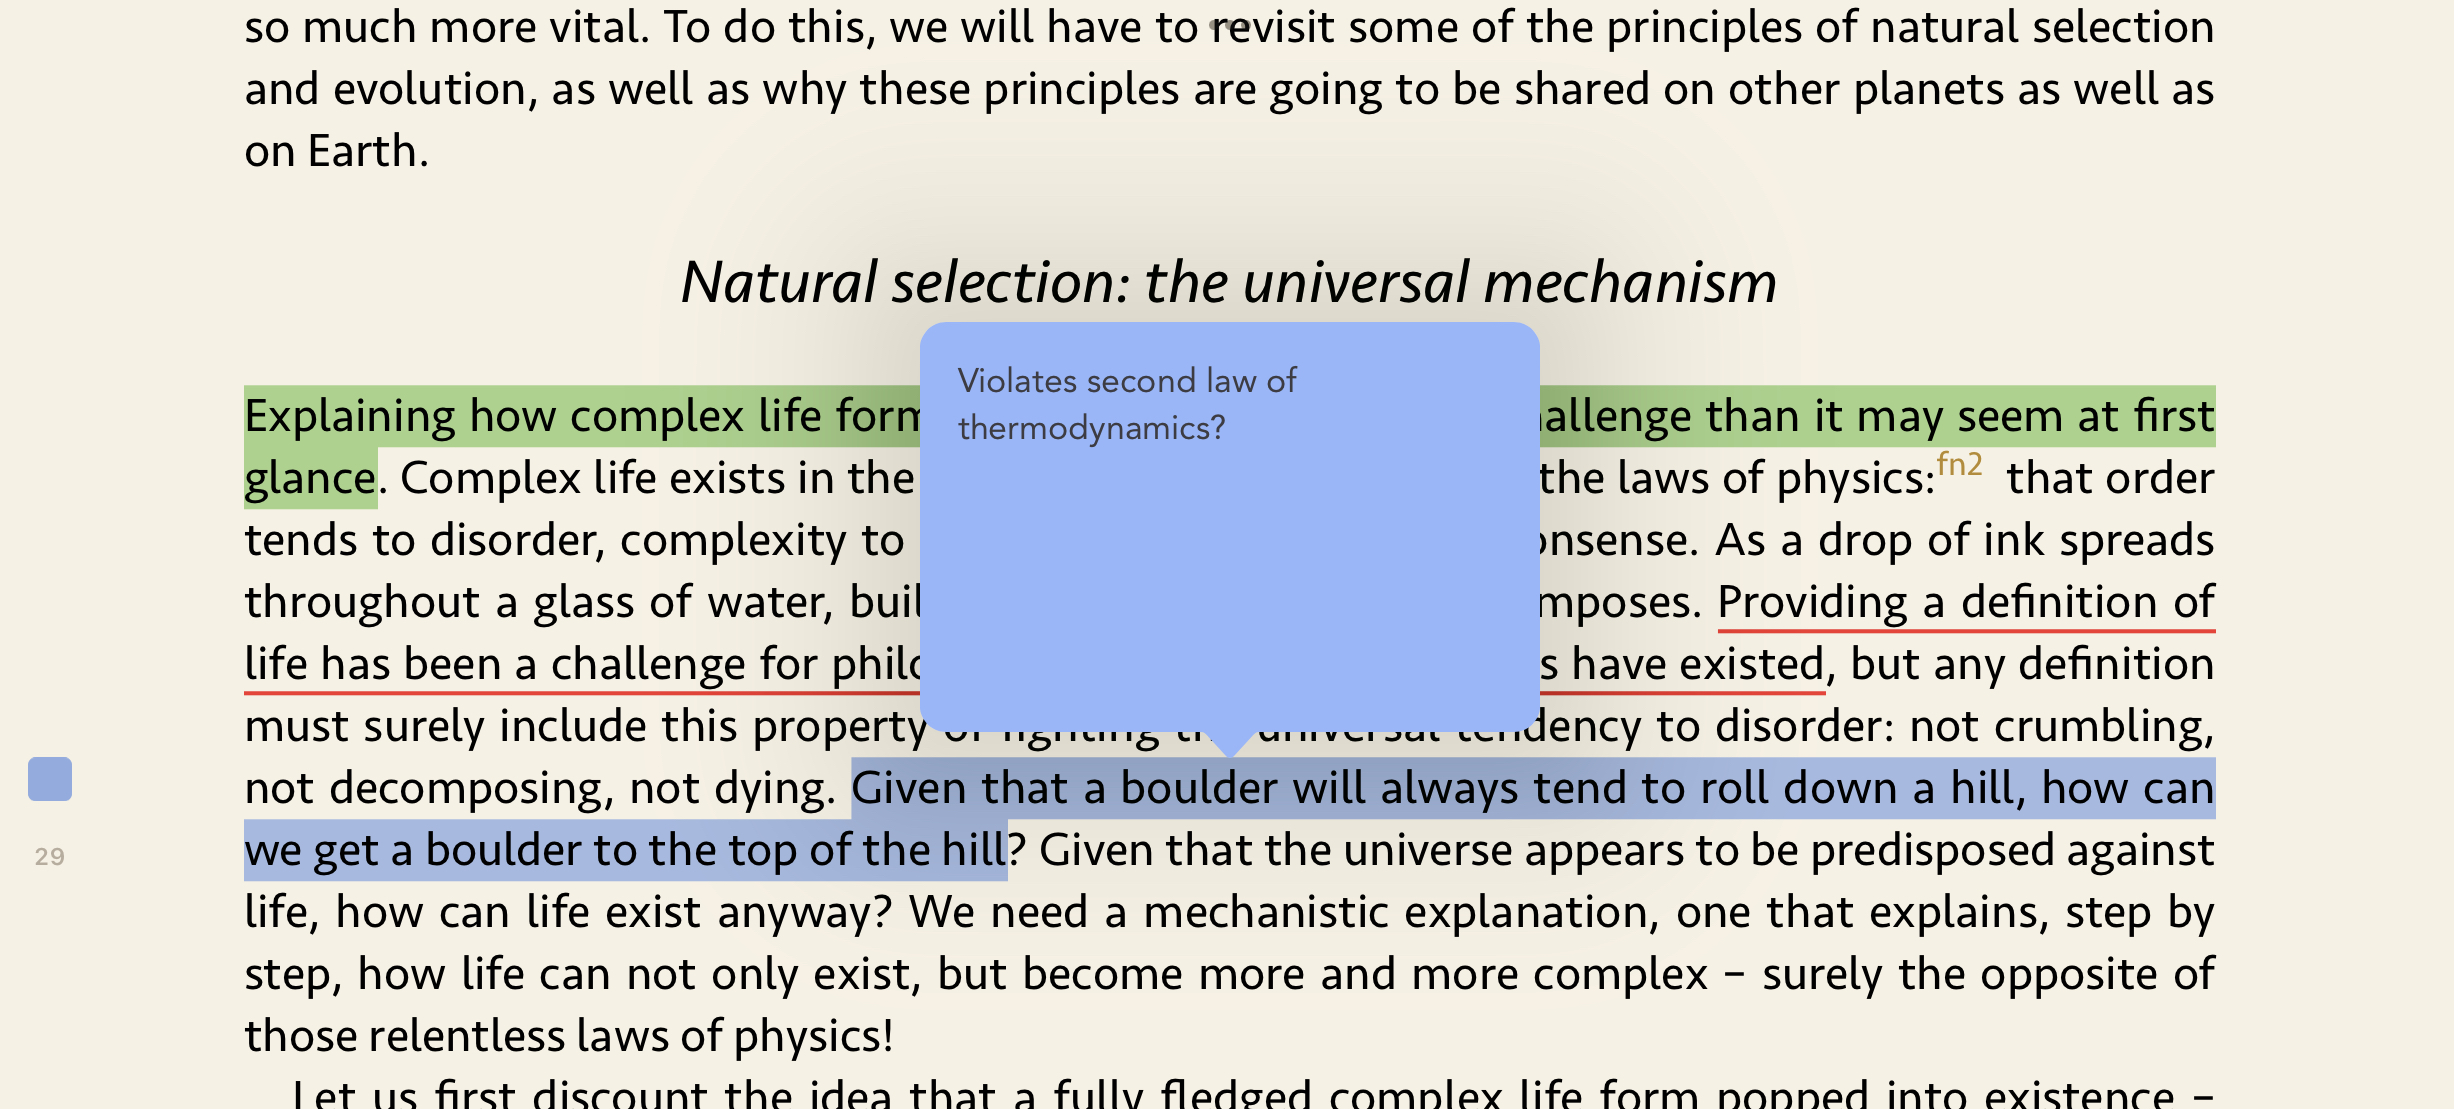 so much more vital. To do this, we will have to revisit some of the principles of natural selection
and evolution, as well as why these principles are going to be shared on other planets as well as
on Earth.
Natural selection: the universal mechanism
Explaining how complex life allenge than it may seem at first
glance. Complex life exists in the the laws of physics:fn2 that order
tends to disorder, complexity to onsense. As a drop of ink spreads
throughout a glass of water, mposes. Providing a definition of
life has been a challenge for have existed, but any definition
must surely include this property of fighting the universal tendency to disorder: not crumbling,
not decomposing, not dying. Given that a boulder will always tend to roll down a hill, how can
we get a boulder to the top of the hill? Given that the universe appears to be predisposed against
life, how can life exist anyway? We need a mechanistic explanation, one that explains, step by
step, how life can not only exist, but become more and more complex – surely the opposite of
those relentless laws of physics!
Let us first discount the idea that a fully fledged complex life form popped into existence –
Violates second law of
thermodynamics?
29